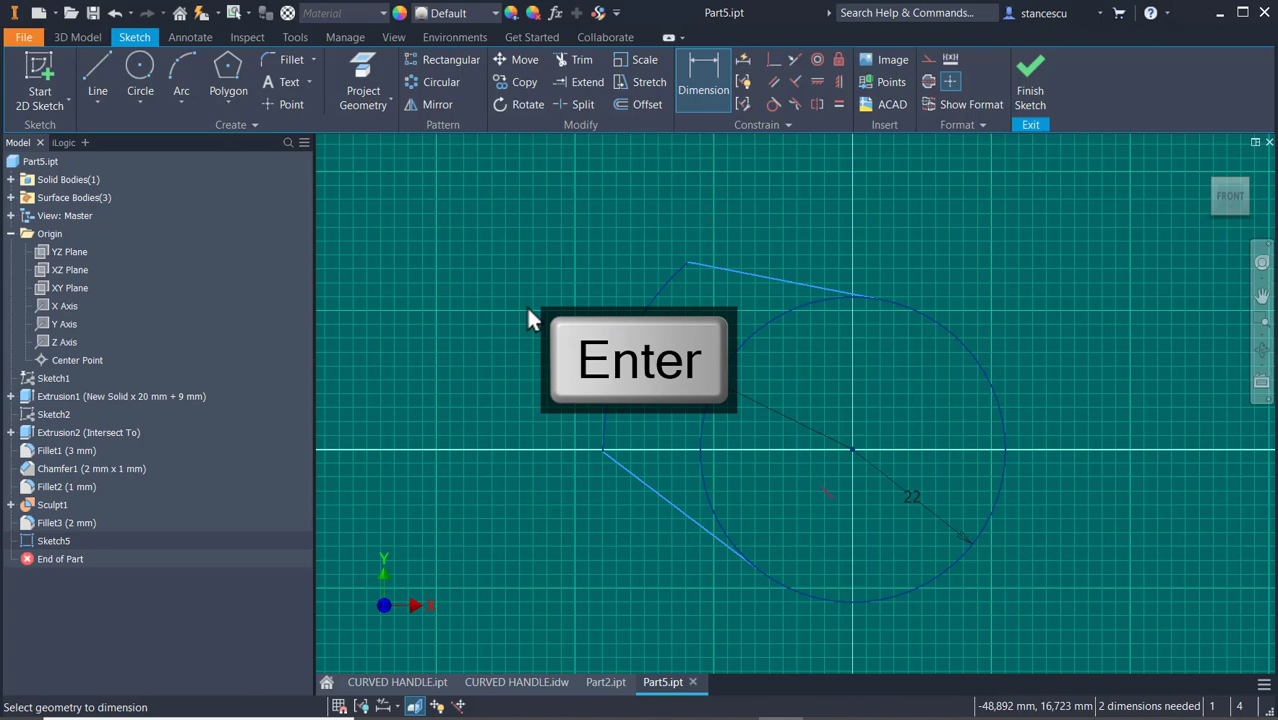 Material
Default
Part5.ipt
Search Help & Commands...
stancescu
File
3D Model
Sketch
Annotate
Inspect
Tools
Manage
View
Environments
Get Started
Collaborate
Start
2D Sketch
Line
Circle
Arc
Polygon
Fillet
Text
Point
Project
Geometry
Rectangular
Circular
Mirror
Move
Copy
Rotate
Trim
Extend
Split
Scale
Stretch
Offset
Dimension
Image
Points
ACAD
Show Format
Finish
Sketch
Sketch
Create
Pattern
Modify
Constrain
Insert
Format
Exit
Model
iLogic
Part5.ipt
Solid Bodies(1)
Surface Bodies(3)
View: Master
Origin
YZ Plane
XZ Plane
XY Plane
X Axis
Y Axis
Z Axis
Center Point
Sketch1
Extrusion1 (New Solid x 20 mm + 9 mm)
Sketch2
Extrusion2 (Intersect To)
Fillet1 (3 mm)
Chamfer1 (2 mm x 1 mm)
Fillet2 (1 mm)
Sculpt1
Fillet3 (2 mm)
Sketch5
End of Part
FRONT
Enter
22
Y
X
CURVED HANDLE.ipt
CURVED HANDLE.idw
Part2.ipt
Part5.ipt
Select geometry to dimension
-48,892 mm, 16,723 mm
2 dimensions needed
1
4